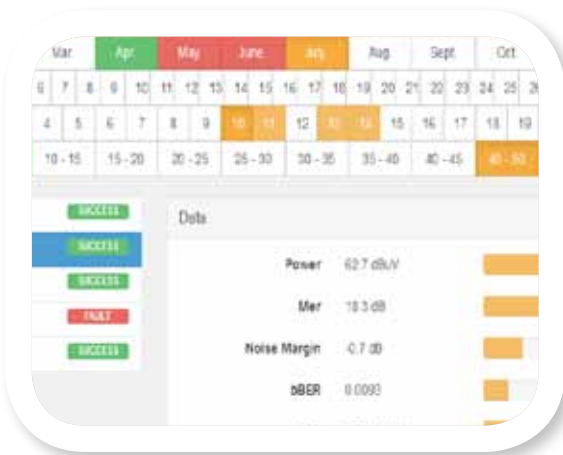 Mar. Apr. May June July Aug. Sept. Oct.
6 7 8 9 10 11 12 13 14 15 16 17 18 19 20 21 22 23 24 25
4 5 6 7 8 9 10 11 12 13 14 15 16 17 18 19
10 - 15 15 - 20 20 - 25 25 - 30 30 - 35 35 - 40 40 - 45
SUCCESS
Data
SUCCESS
Power 62.7 dBuV
SUCCESS
Mer 18.3 dB
FAULT
Noise Margin -0.7 dB
SUCCESS
bBER 0.0093